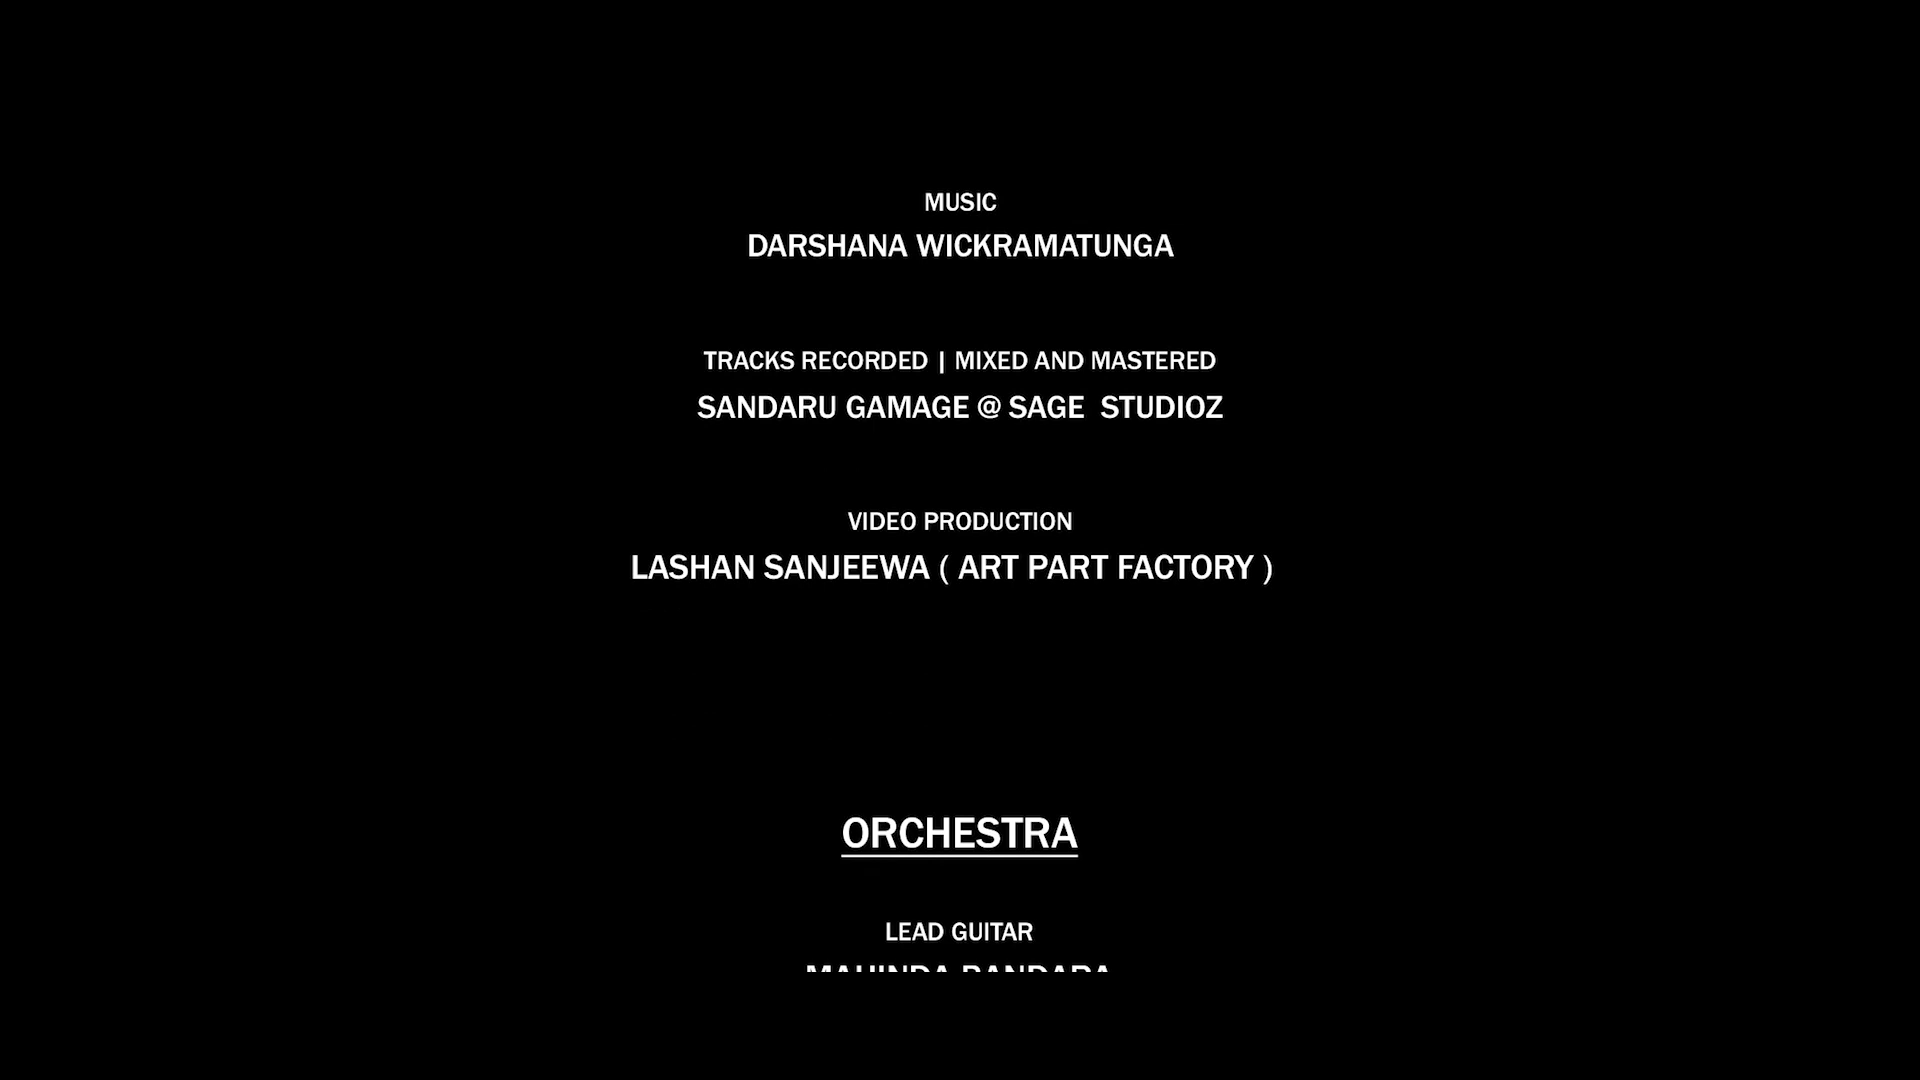 MUSIC
DARSHANA WICKRAMATUNGA
TRACKS RECORDED | MIXED AND MASTERED
SANDARU GAMAGE @ SAGE  STUDIOZ
VIDEO PRODUCTION
LASHAN SANJEEWA ( ART PART FACTORY )
ORCHESTRA
LEAD GUITAR